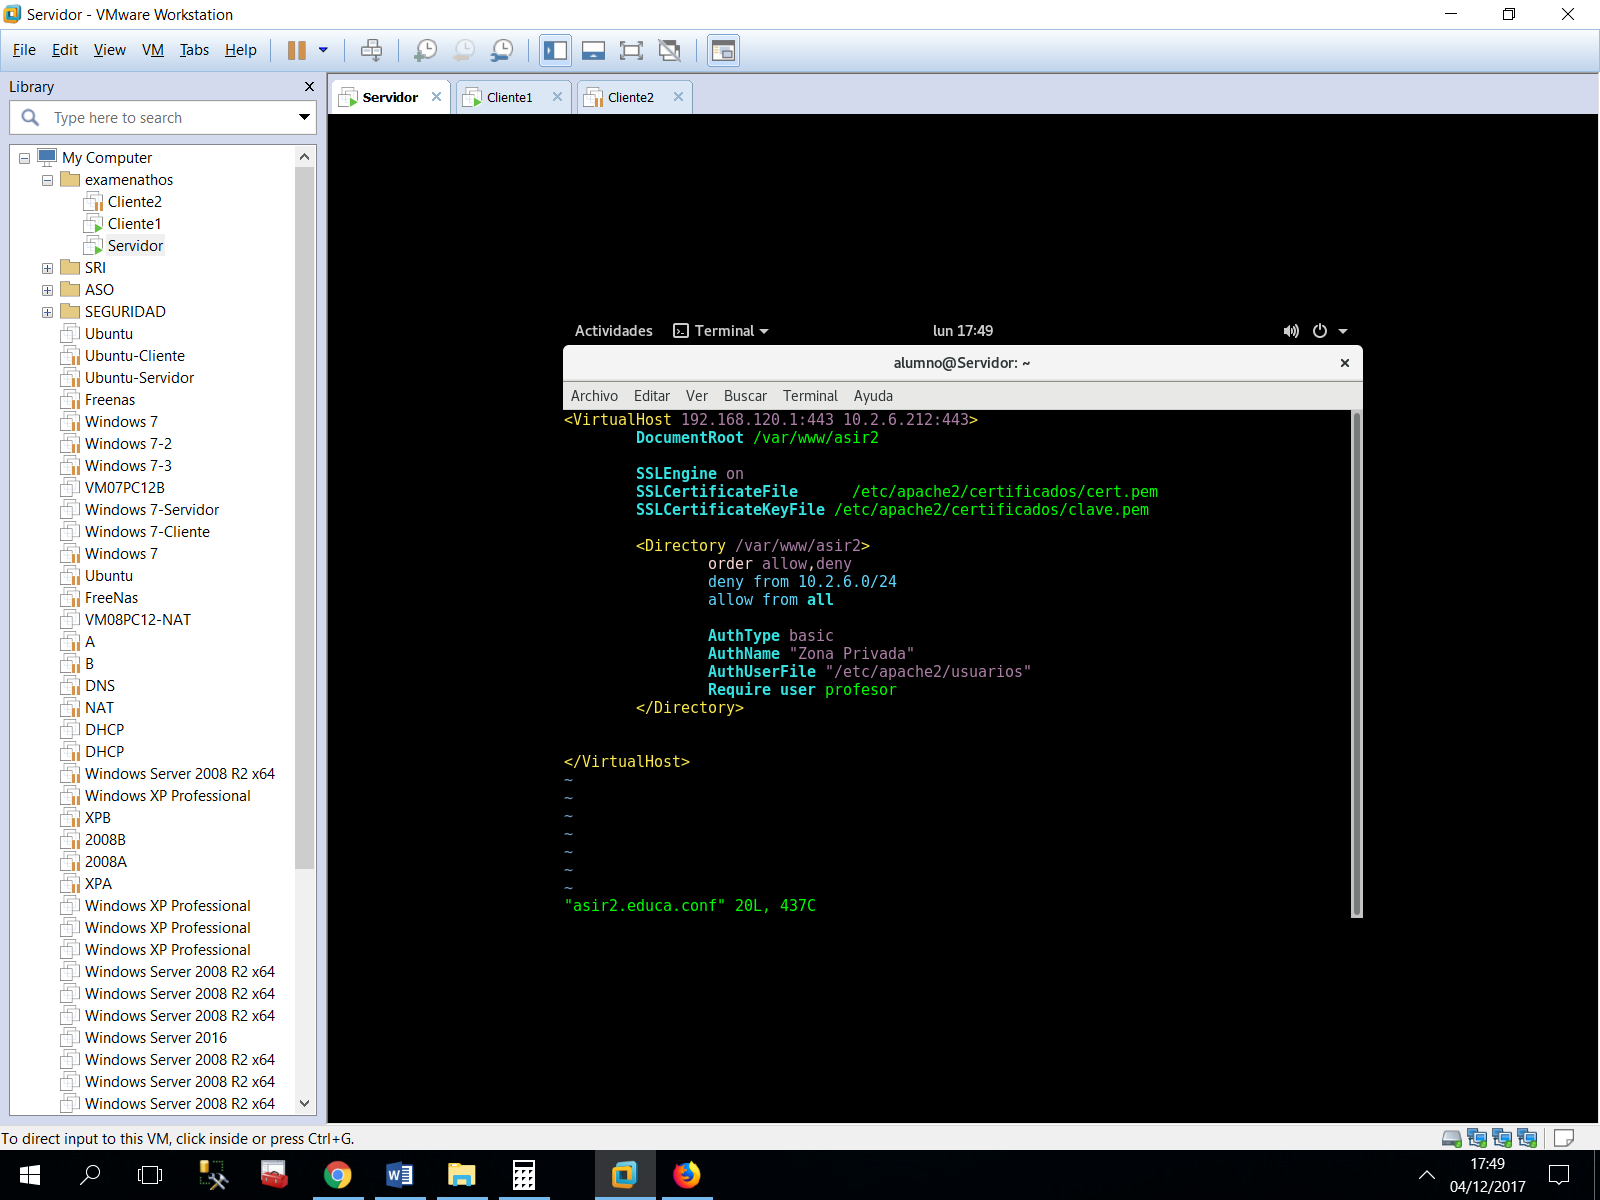 Servidor - VMware Workstation
File Edit View VM Tabs Help
Library
Type here to search
My Computer
examenathos
Cliente2
Cliente1
Servidor
SRI
ASO
SEGURIDAD
Ubuntu
Ubuntu-Cliente
Ubuntu-Servidor
Freenas
Windows 7
Windows 7-2
Windows 7-3
VM07PC12B
Windows 7-Servidor
Windows 7-Cliente
Windows 7
Ubuntu
FreeNas
VM08PC12-NAT
A
B
DNS
NAT
DHCP
DHCP
Windows Server 2008 R2 x64
Windows XP Professional
XPB
2008B
2008A
XPA
Windows XP Professional
Windows XP Professional
Windows XP Professional
Windows Server 2008 R2 x64
Windows Server 2008 R2 x64
Windows Server 2008 R2 x64
Windows Server 2016
Windows Server 2008 R2 x64
Windows Server 2008 R2 x64
Windows Server 2008 R2 x64
Servidor Cliente1 Cliente2
Actividades Terminal lun 17:49
alumno@Servidor: ~
Archivo Editar Ver Buscar Terminal Ayuda
<VirtualHost 192.168.120.1:443 10.2.6.212:443>
DocumentRoot /var/www/asir2
SSLEngine on
SSLCertificateFile /etc/apache2/certificados/cert.pem
SSLCertificateKeyFile /etc/apache2/certificados/clave.pem
<Directory /var/www/asir2>
order allow,deny
deny from 10.2.6.0/24
allow from all
AuthType basic
AuthName "Zona Privada"
AuthUserFile "/etc/apache2/usuarios"
Require user profesor
</Directory>
</VirtualHost>
~
~
~
~
~
~
~
"asir2.educa.conf" 20L, 437C
To direct input to this VM, click inside or press Ctrl+G.
17:49
04/12/2017